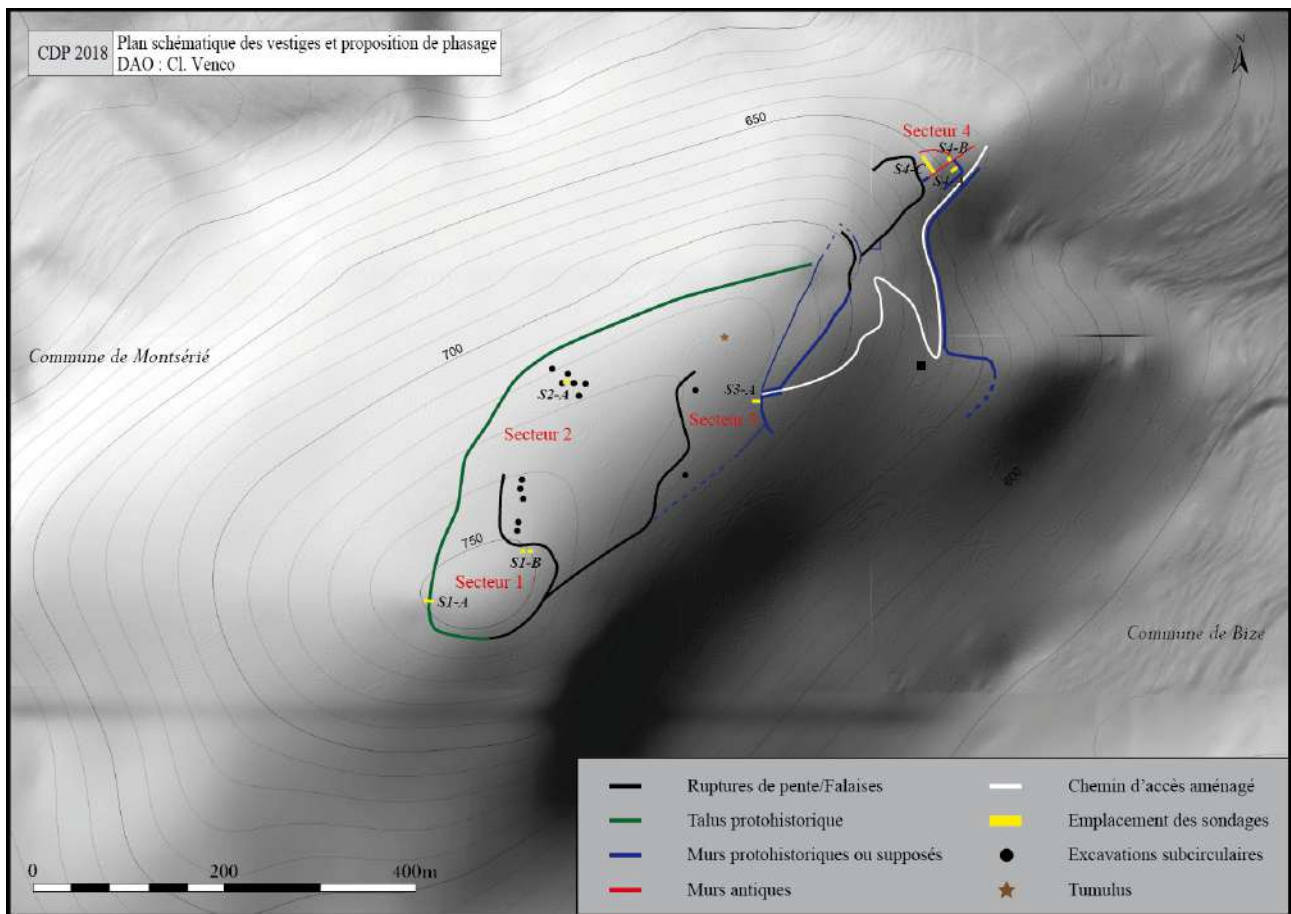 CDP 2018
Plan schématique des vestiges et proposition de phasage
DAO : Cl. Venco
Z
650
Secteur 4
S4-B
S4-C
S4-A
700
Commune de Montsérié
S2-A
S3-A
Secteur 2
Secteur 3
600
750
S1-B
Secteur 1
S1-A
Commune de Bize
Ruptures de pente/Falaises
Chemin d'accès aménagé
Talus protohistorique
Emplacement des sondages
Murs protohistoriques ou supposés
Excavations subcirculaires
Murs antiques
Tumulus
0 200 400m